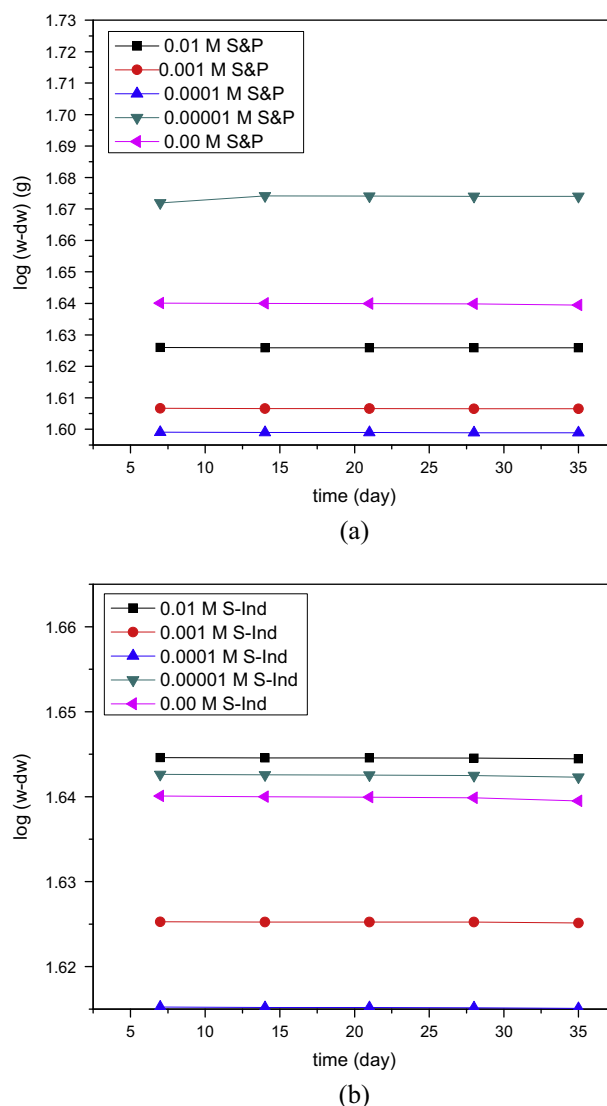 1.73
1.72
1.71
1.70
1.69
1.68
1.67
1.66
1.65
1.64
1.63
1.62
1.61
1.60
log (w-dw) (g)
0.01 M S&P
0.001 M S&P
0.0001 M S&P
0.00001 M S&P
0.00 M S&P
5 10 15 20 25 30 35
time (day)
(a)
1.66
1.65
1.64
1.63
1.62
log (w-dw)
0.01 M S-Ind
0.001 M S-Ind
0.0001 M S-Ind
0.00001 M S-Ind
0.00 M S-Ind
5 10 15 20 25 30 35
time (day)
(b)